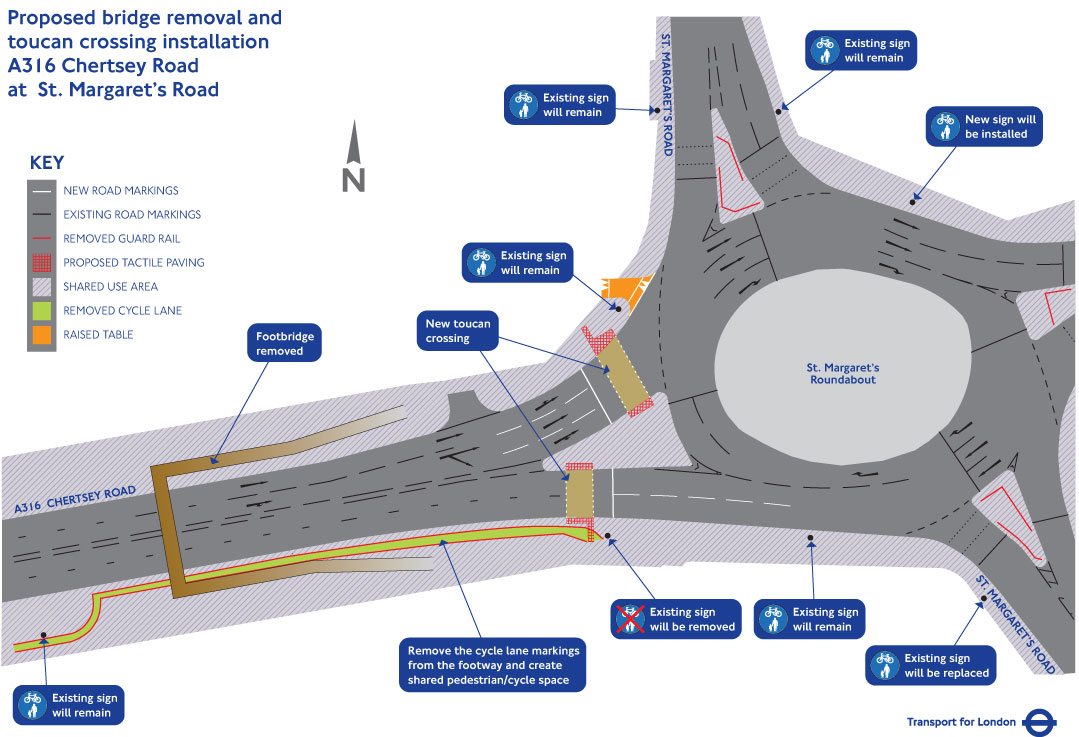 Proposed bridge removal and
toucan crossing installation
A316 Chertsey Road
at St. Margaret's Road
KEY
NEW ROAD MARKINGS
EXISTING ROAD MARKINGS
REMOVED GUARD RAIL
PROPOSED TACTILE PAVING
SHARED USE AREA
REMOVED CYCLE LANE
RAISED TABLE
N
ST. MARGARET'S ROAD
Existing sign
will remain
Existing sign
will remain
New sign will
be installed
Existing sign
will remain
New toucan
crossing
Footbridge
removed
St. Margaret's
Roundabout
A316 CHERTSEY ROAD
Existing sign
will remain
Remove the cycle lane markings
from the footway and create
shared pedestrian/cycle space
Existing sign
will be removed
Existing sign
will remain
Existing sign
will be replaced
ST. MARGARET'S ROAD
Transport for London